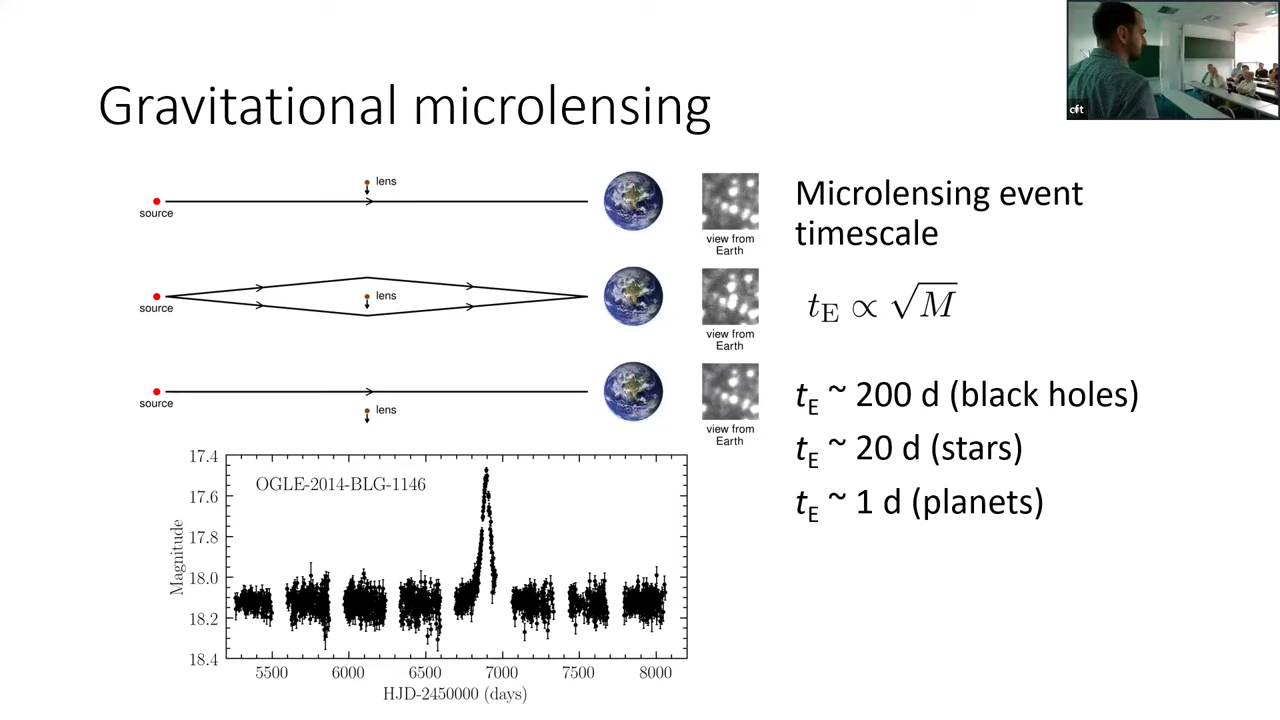 cft
Gravitational microlensing
lens
source
view from
Earth
lens
source
view from
Earth
lens
source
view from
Earth
Microlensing event
timescale
t_E ∝ √M
t_E ~ 200 d (black holes)
t_E ~ 20 d (stars)
t_E ~ 1 d (planets)
OGLE-2014-BLG-1146
Magnitude
17.4
17.6
17.8
18.0
18.2
18.4
5500 6000 6500 7000 7500 8000
HJD-2450000 (days)